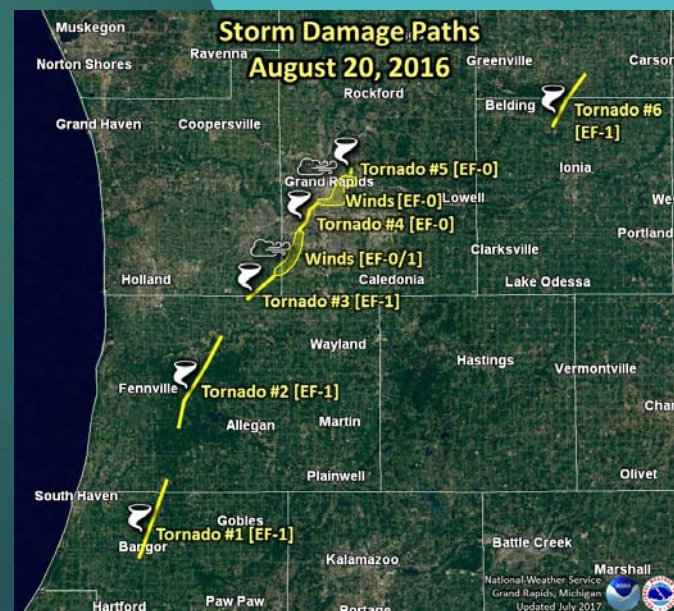 Storm Damage Paths
August 20, 2016
Muskegon
Norton Shores
Ravenna
Greenville
Carson
Rockford
Belding
Grand Haven
Coopersville
Tornado #6
[EF-1]
Tornado #5 [EF-0]
Ionia
Grand Rapids
Lowell
Winds [EF-0]
Tornado #4 [EF-0]
Portland
Clarksville
Winds [EF-0/1]
Holland
Caledonia
Lake Odessa
Tornado #3 [EF-1]
Wayland
Hastings
Vermontville
Fennville
Tornado #2 [EF-1]
Allegan
Martin
Plainwell
Olivet
South Haven
Gobles
Tornado #1 [EF-1]
Bangor
Battle Creek
Kalamazoo
Marshall
National Weather Service
Grand Rapids, Michigan
Updated July 2017
Hartford
Paw Paw
Portage